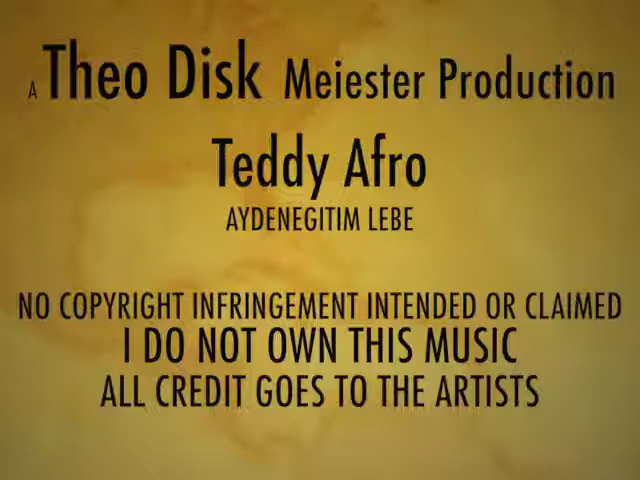 A Theo Disk Meiester Production
Teddy Afro
AYDENEGITIM LEBE
NO COPYRIGHT INFRINGEMENT INTENDED OR CLAIMED
I DO NOT OWN THIS MUSIC
ALL CREDIT GOES TO THE ARTISTS